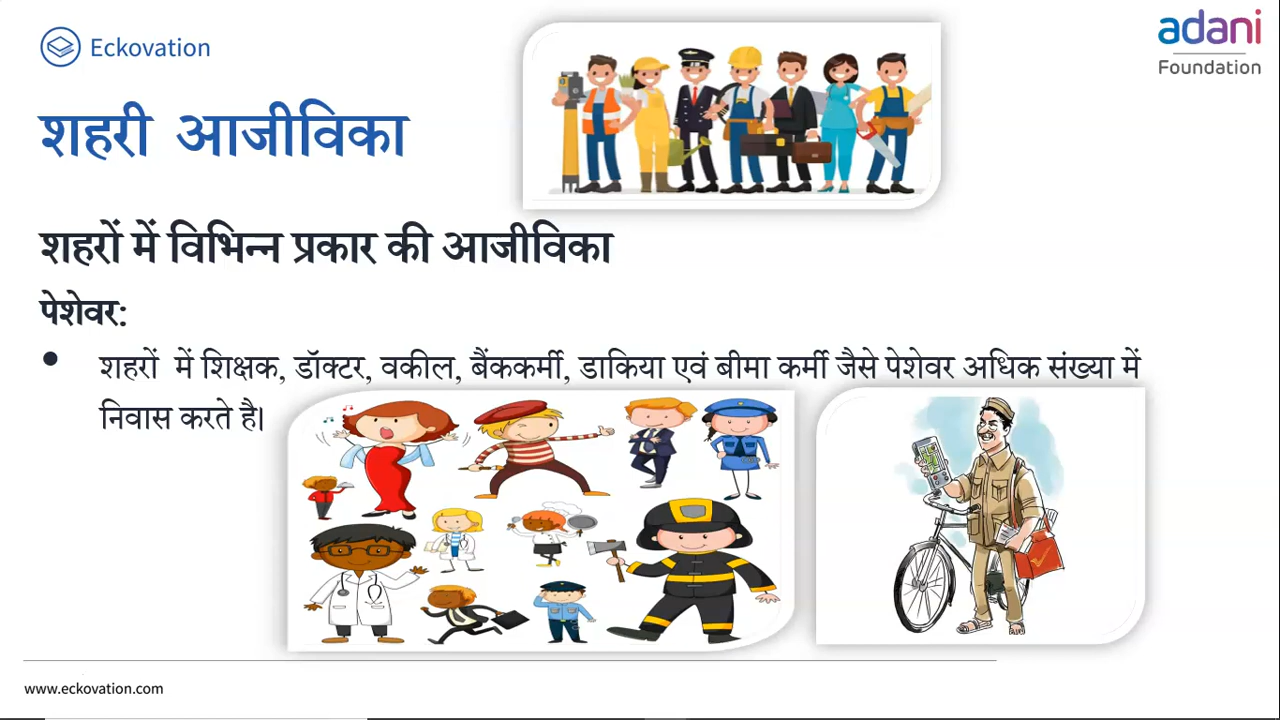 Eckovation
adani
Foundation
शहरी आजीविका
शहरों में विभिन्न प्रकार की आजीविका
पेशेवर:
• शहरों में शिक्षक, डॉक्टर, वकील, बैंककर्मी, डाकिया एवं बीमा कर्मी जैसे पेशेवर अधिक संख्या में
निवास करते है।
www.eckovation.com